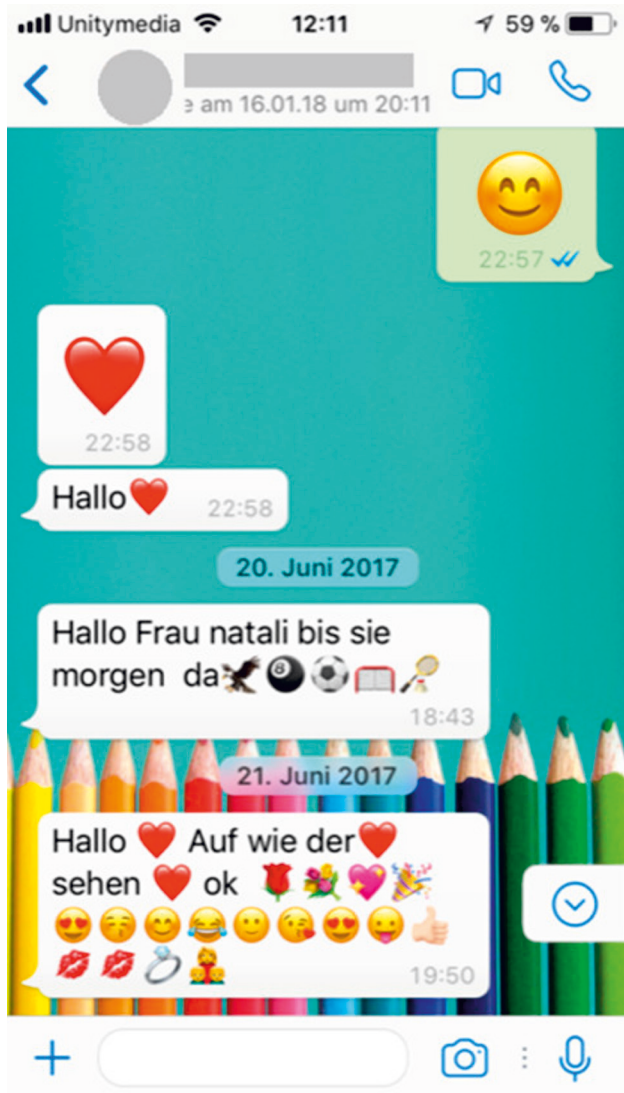 Unitymedia 12:11 59 %
e am 16.01.18 um 20:11
😊
22:57
❤️
22:58
Hallo❤️ 22:58
20. Juni 2017
Hallo Frau natali bis sie
morgen da🦅🎱⚽🥅🏸
18:43
21. Juni 2017
Hallo ❤️ Auf wie der❤️
sehen ❤️ ok 🌹💐💖🎉
😍😚😊😂🙂😘😍😛👍🏻
💋💋💍👩‍👦‍👦 19:50